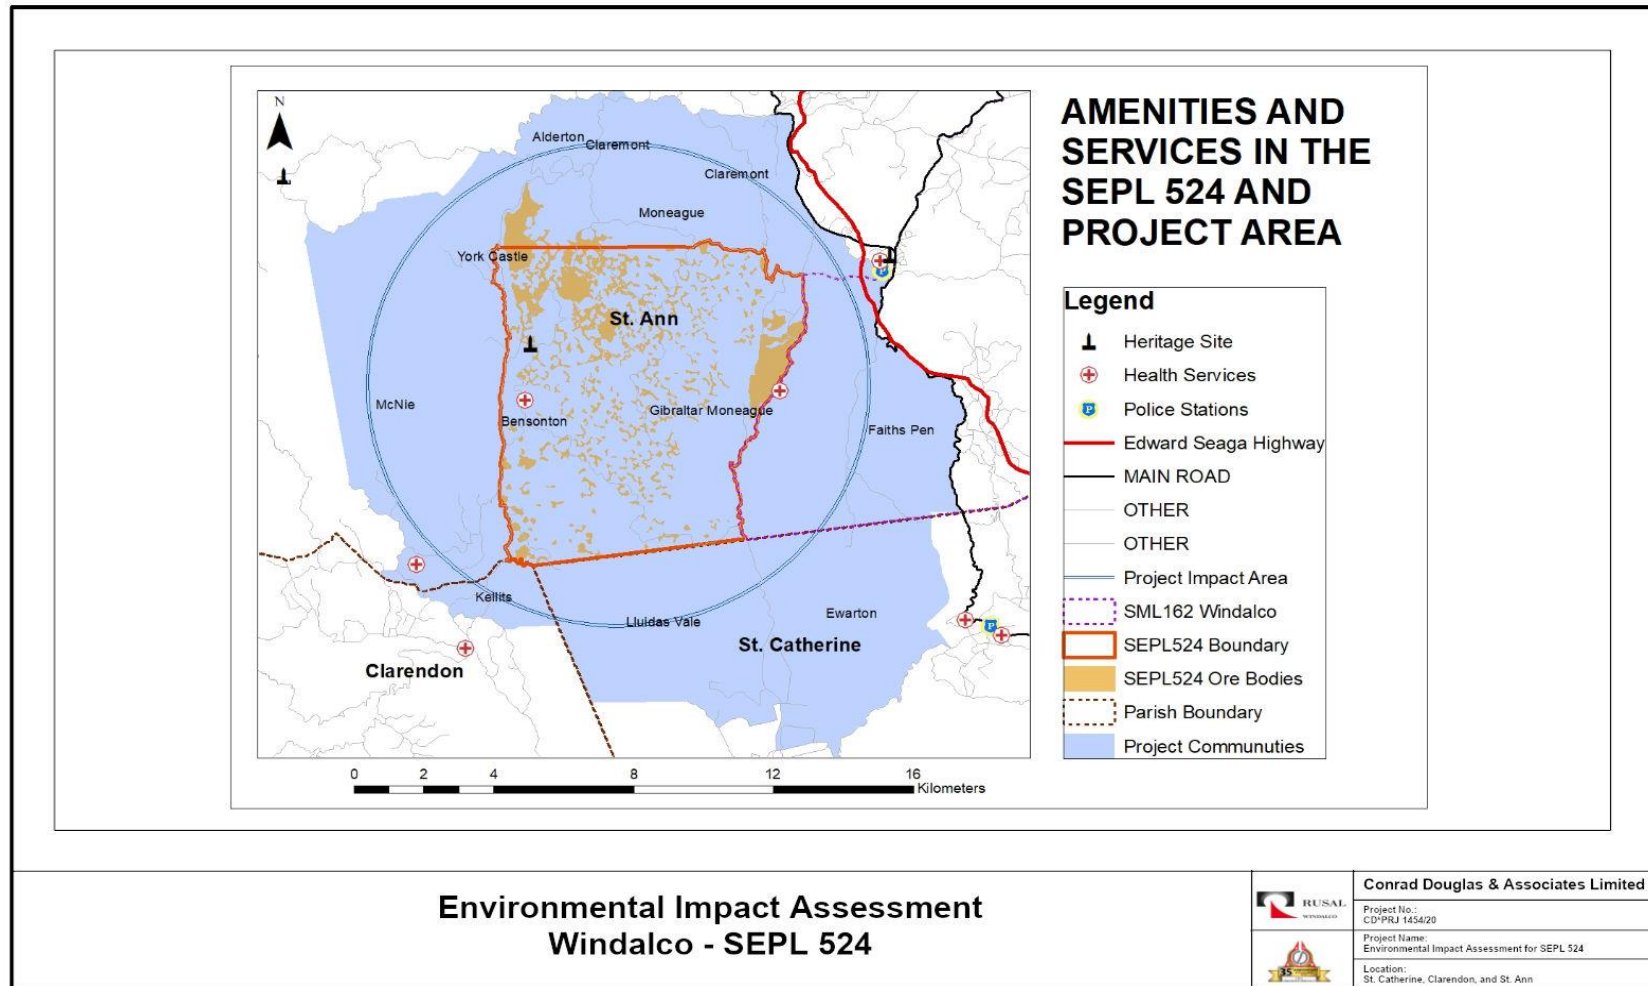 AMENITIES AND
SERVICES IN THE
SEPL 524 AND
PROJECT AREA
N
Alderton
Claremont
Claremont
Moneague
York Castle
St. Ann
McNie
Bensonton
Gibraltar Moneague
Faiths Pen
Kellits
Lluidas Vale
Ewarton
St. Catherine
Clarendon
0 2 4 8 12 16
Kilometers
Legend
Heritage Site
Health Services
P Police Stations
Edward Seaga Highway
MAIN ROAD
OTHER
OTHER
Project Impact Area
SML162 Windalco
SEPL524 Boundary
SEPL524 Ore Bodies
Parish Boundary
Project Communuties
Environmental Impact Assessment
Windalco - SEPL 524
RUSAL
WINDALCO
35
Conrad Douglas & Associates Limited
Project No.:
CD*PRJ 1454/20
Project Name:
Environmental Impact Assessment for SEPL 524
Location:
St. Catherine, Clarendon, and St. Ann